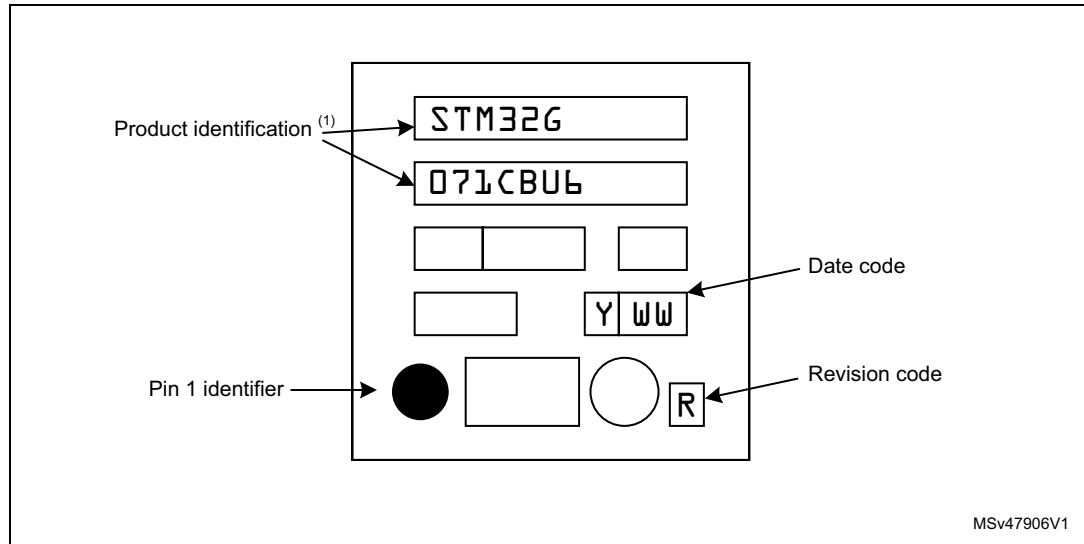 STM32G
Product identification (1)
071CBU6
Date code
Y WW
Pin 1 identifier
Revision code
R
MSv47906V1